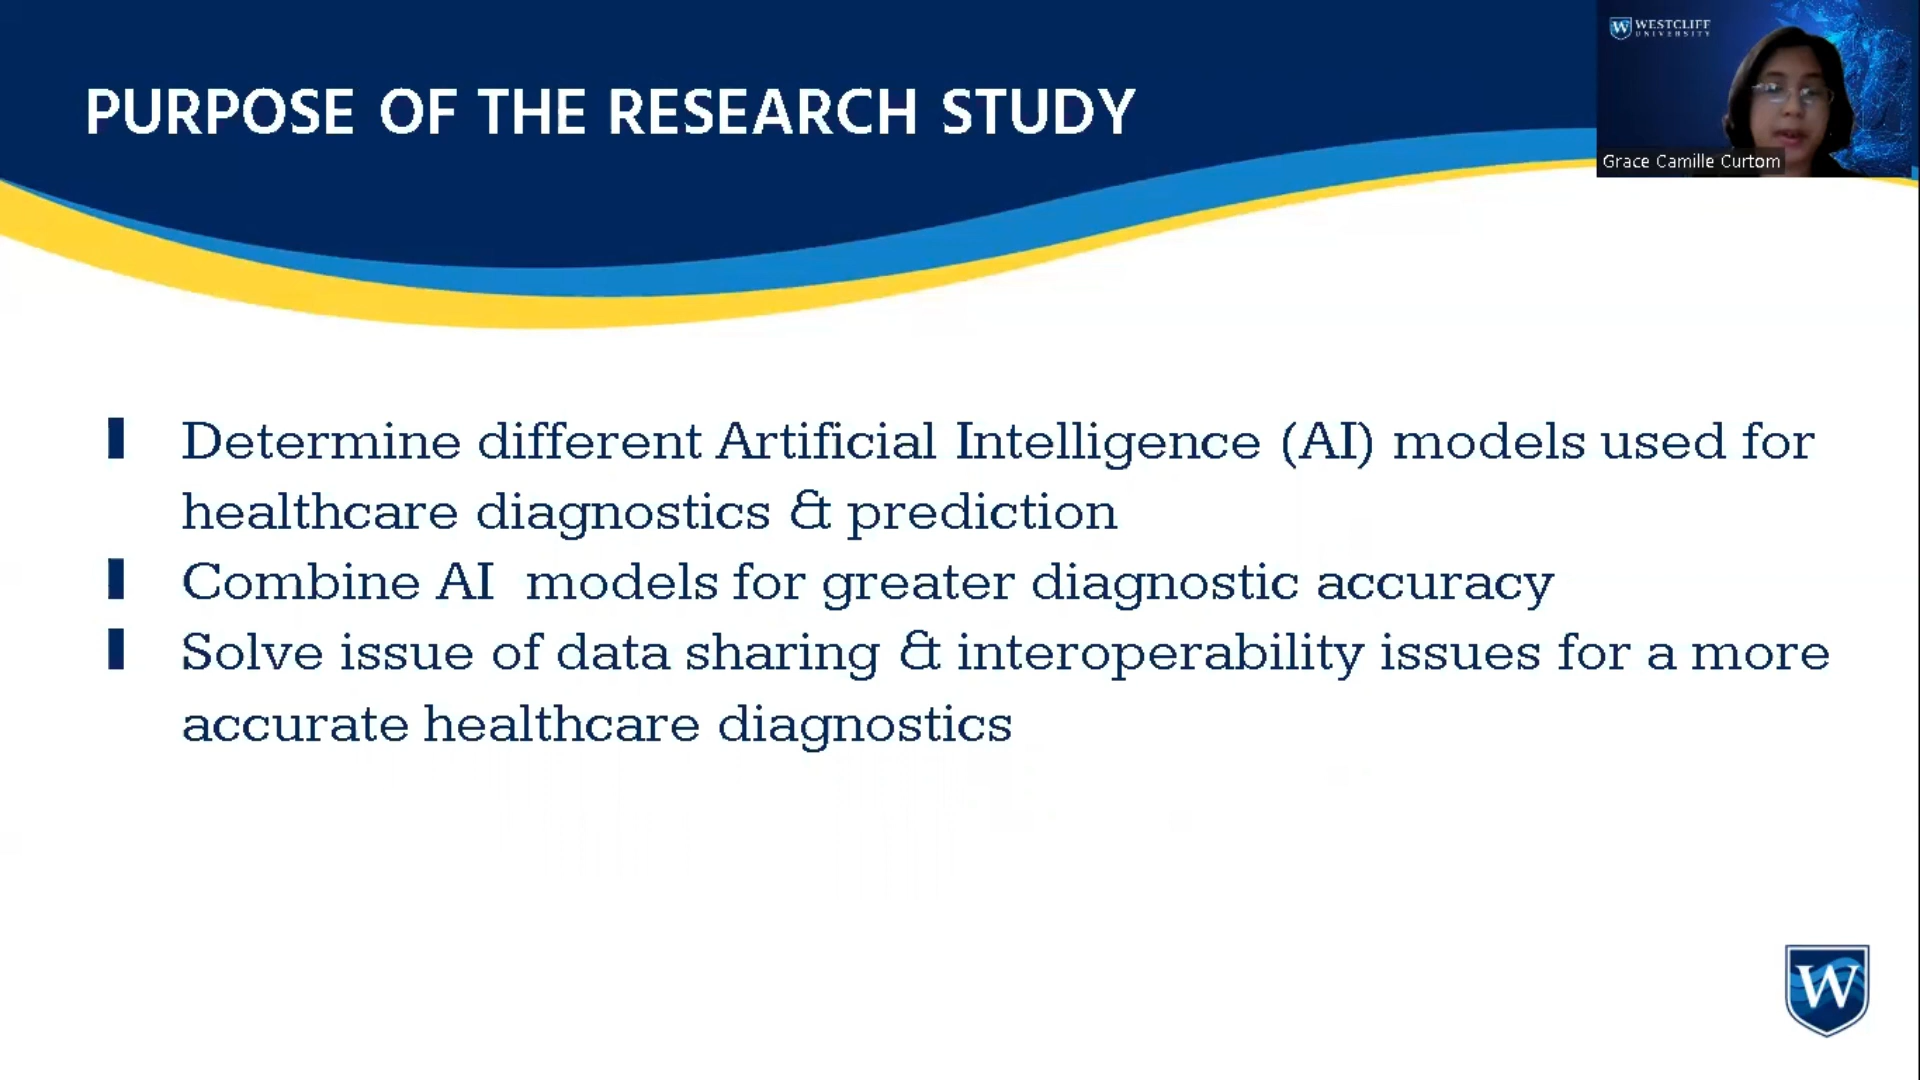 WESTCLIFF
UNIVERSITY
PURPOSE OF THE RESEARCH STUDY
Grace Camille Curtom
Determine different Artificial Intelligence (AI) models used for
healthcare diagnostics & prediction
Combine AI models for greater diagnostic accuracy
Solve issue of data sharing & interoperability issues for a more
accurate healthcare diagnostics
W